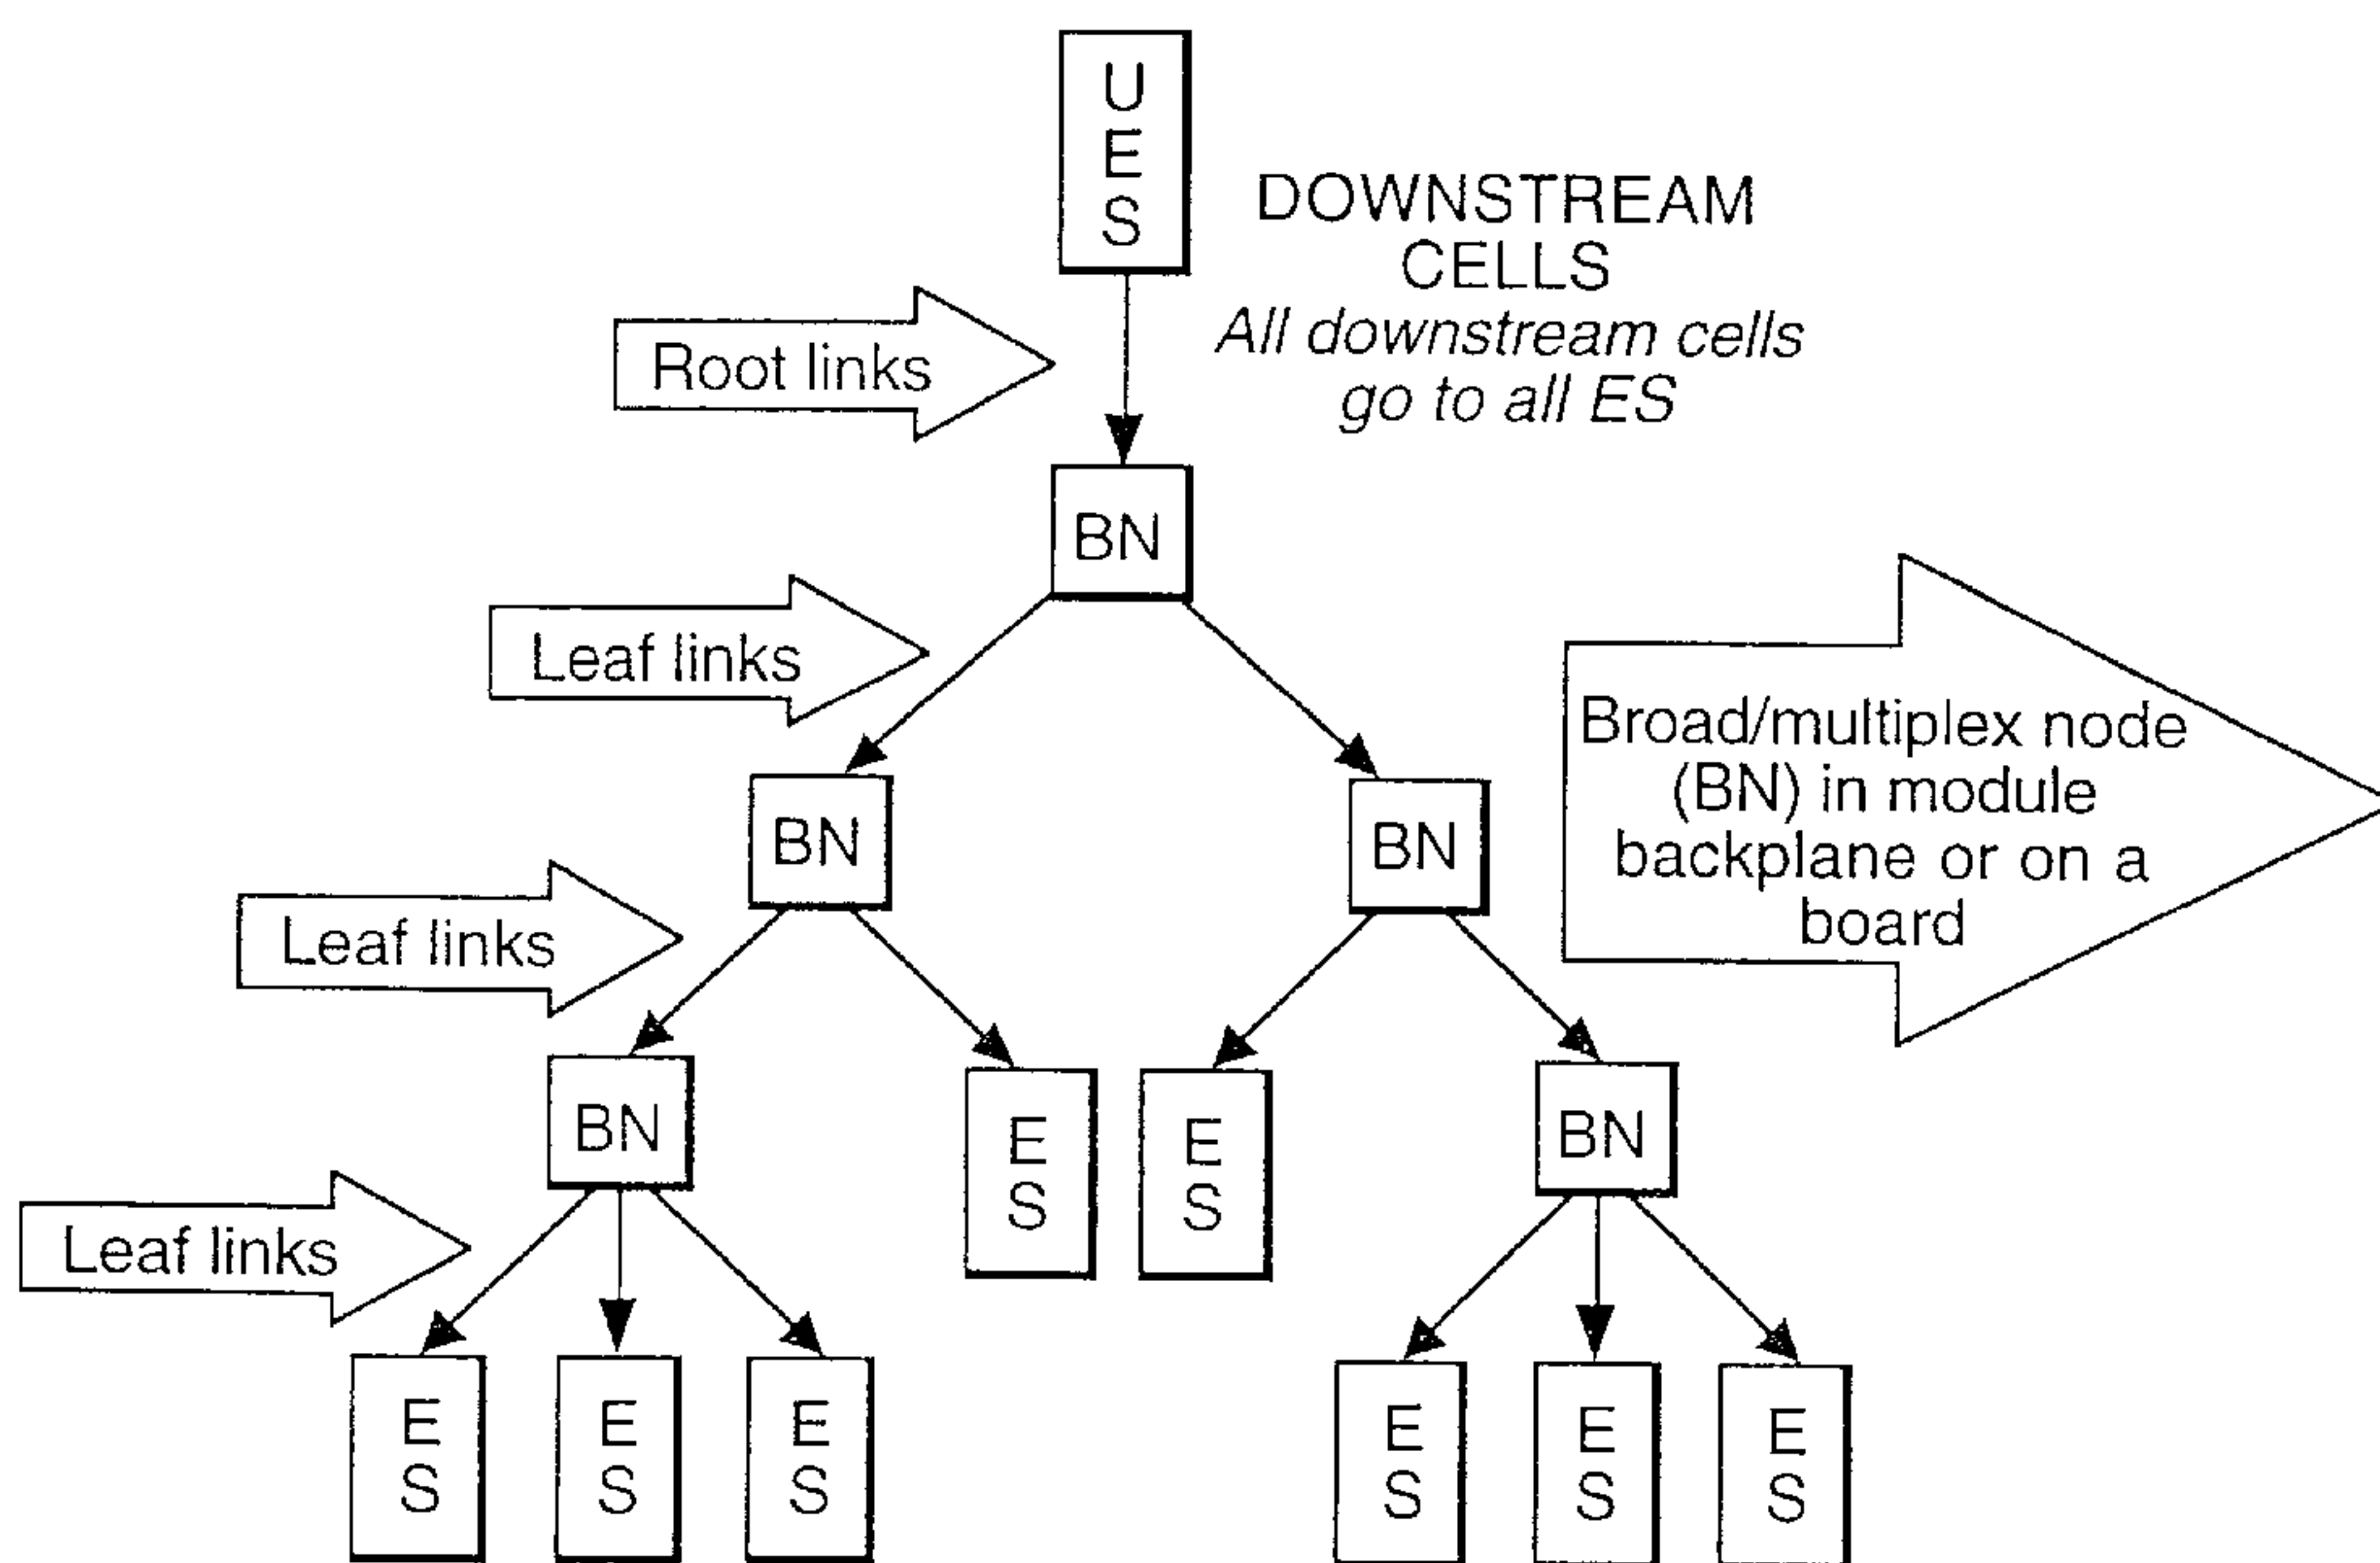 U
E
S
DOWNSTREAM
CELLS
All downstream cells
go to all ES
Root links
BN
Leaf links
BN
BN
Broad/multiplex node
(BN) in module
backplane or on a
board
Leaf links
BN
E
S
E
S
BN
Leaf links
E
S
E
S
E
S
E
S
E
S
E
S